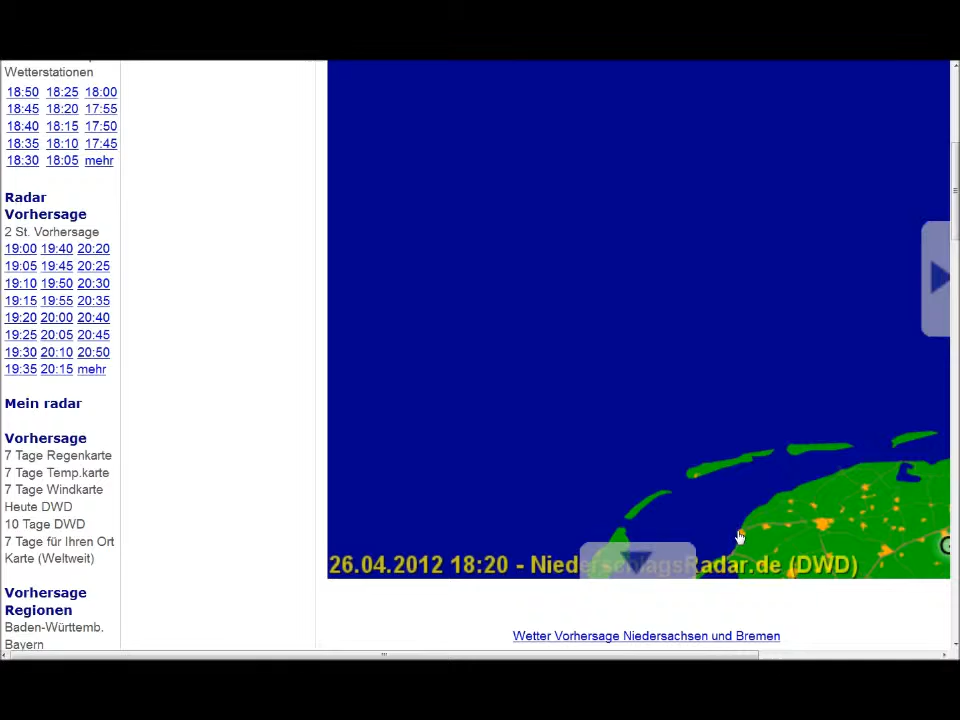 Wetterstationen
18:50 18:25 18:00
18:45 18:20 17:55
18:40 18:15 17:50
18:35 18:10 17:45
18:30 18:05 mehr
Radar
Vorhersage
2 St. Vorhersage
19:00 19:40 20:20
19:05 19:45 20:25
19:10 19:50 20:30
19:15 19:55 20:35
19:20 20:00 20:40
19:25 20:05 20:45
19:30 20:10 20:50
19:35 20:15 mehr
Mein radar
Vorhersage
7 Tage Regenkarte
7 Tage Temp.karte
7 Tage Windkarte
Heute DWD
10 Tage DWD
7 Tage für Ihren Ort
Karte (Weltweit)
Vorhersage
Regionen
Baden-Württemb.
Bayern
26.04.2012 18:20 - NiederschlagsRadar.de (DWD)
Wetter Vorhersage Niedersachsen und Bremen